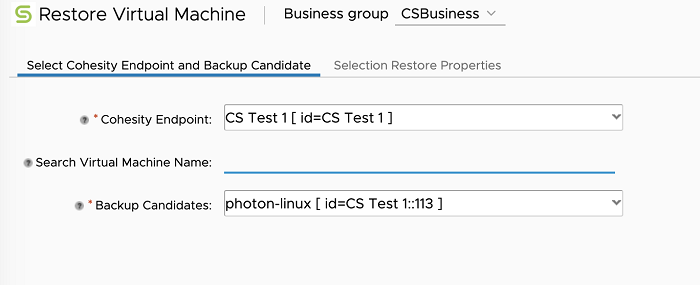 Restore Virtual Machine Business group CSBusiness
Select Cohesity Endpoint and Backup Candidate Selection Restore Properties
? * Cohesity Endpoint: CS Test 1 [ id=CS Test 1 ]
? Search Virtual Machine Name:
? * Backup Candidates: photon-linux [ id=CS Test 1::113 ]